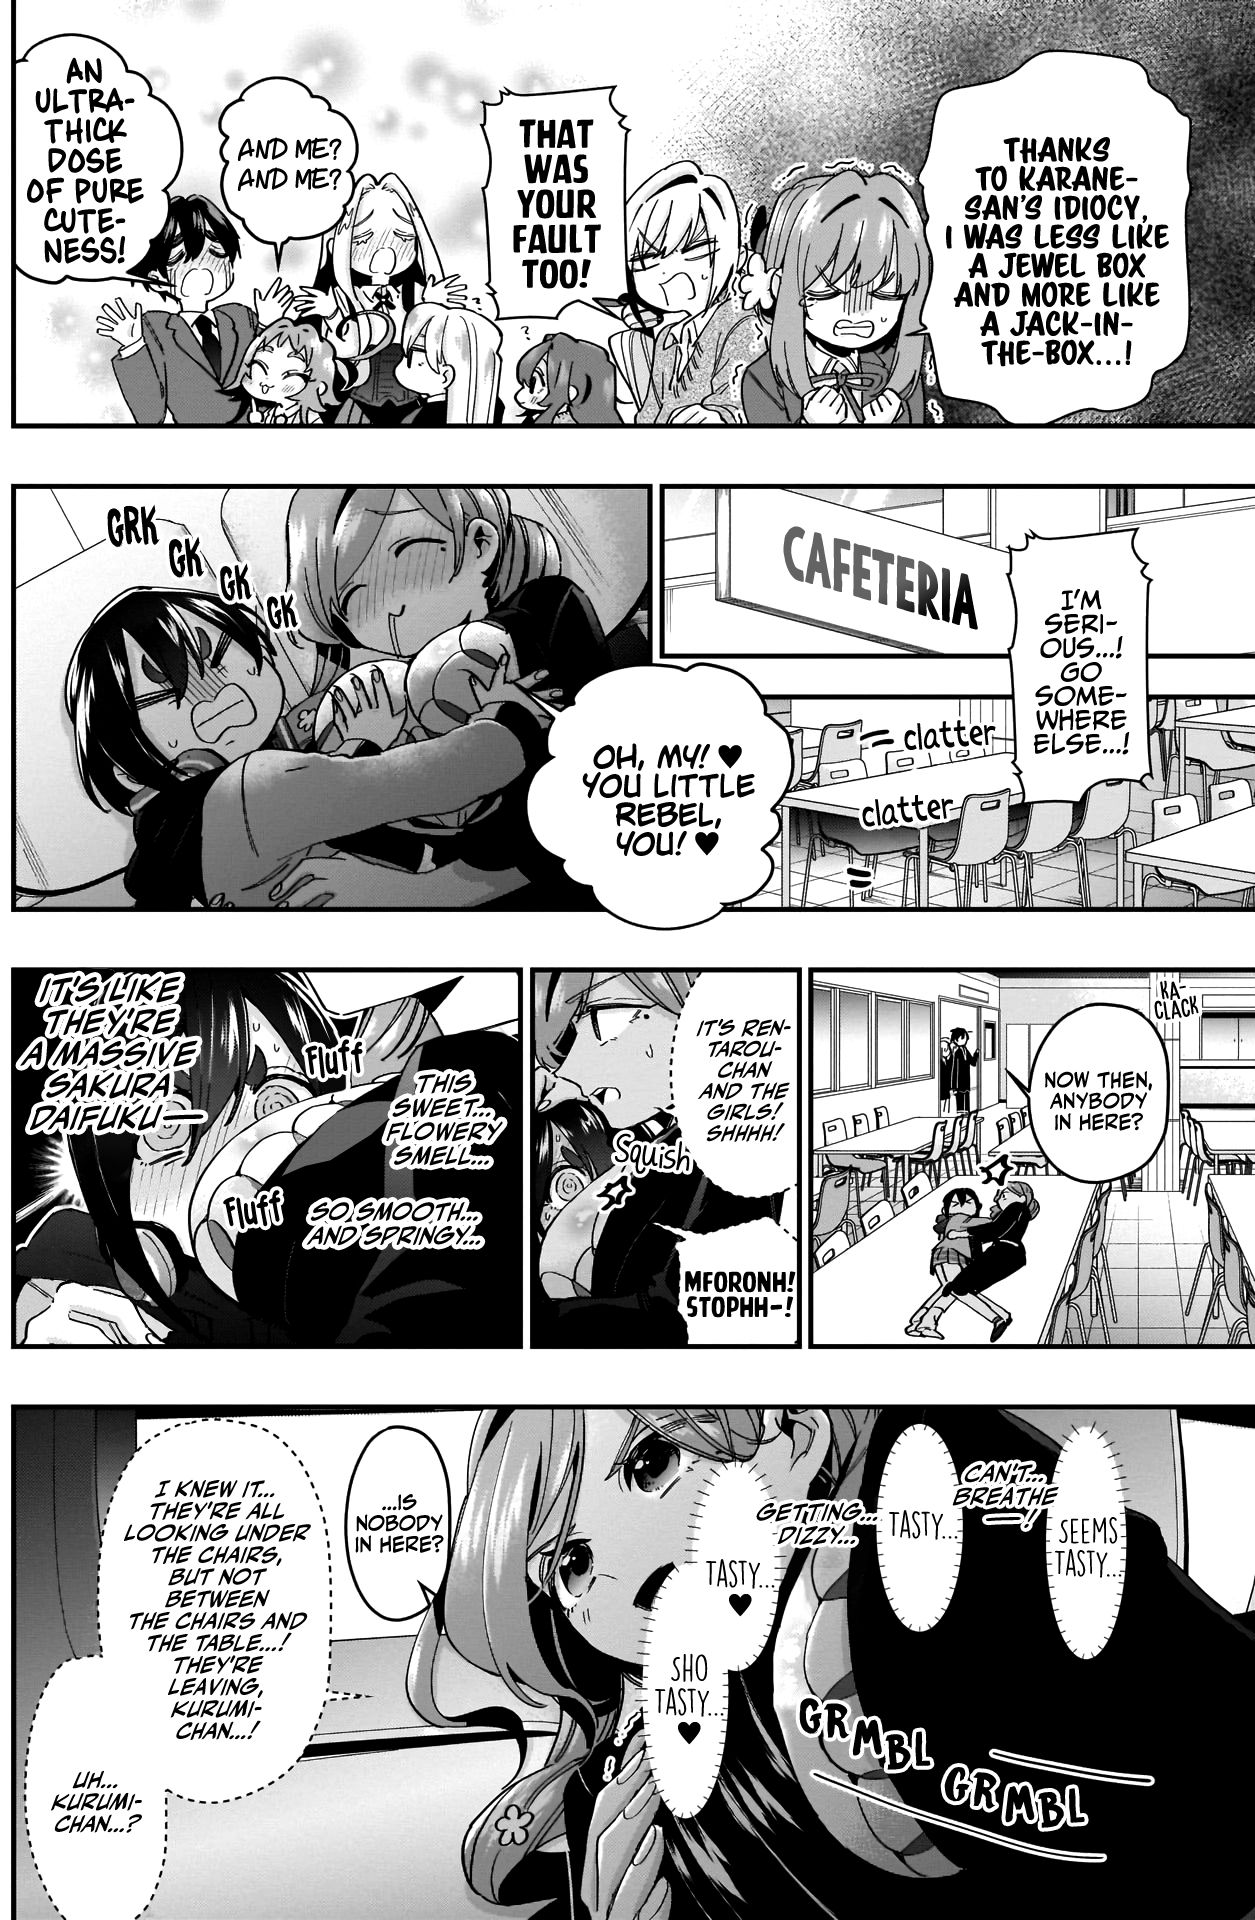 THANKS
TO KARANE-
SAN'S IDIOCY,
I WAS LESS LIKE
A JEWEL BOX
AND MORE LIKE
A JACK-IN-
THE-BOX...!
THAT
WAS
YOUR
FAULT
TOO!
AND ME?
AND ME?
AN
ULTRA-
THICK
DOSE
OF PURE
CUTE-
NESS!
?
?
CAFETERIA
I'M
SERI-
OUS...!
GO
SOME-
WHERE
ELSE...!
clatter
clatter
OH, MY! ♥
YOU LITTLE
REBEL,
YOU! ♥
GRK
GK
GK
GK
KA-
CLACK
NOW THEN,
ANYBODY
IN HERE?
IT'S REN-
TAROU-
CHAN
AND THE
GIRLS!
SHHHH!
Squish
MFORONH!
STOPHH-!
Fluff
THIS
SWEET...
FLOWERY
SMELL...
Fluff
SO SMOOTH...
AND SPRINGY...
IT'S LIKE
THEY'RE
A MASSIVE
SAKURA
DAIFUKU—
SEEMS
TASTY...
CAN'T...
BREATHE
—!
TASTY...
GETTING...
DIZZY...
TASTY...
♥
SHO
TASTY...
♥
GRMBL
GRMBL
...IS
NOBODY
IN HERE?
I KNEW IT...
THEY'RE ALL
LOOKING UNDER
THE CHAIRS,
BUT NOT
BETWEEN
THE CHAIRS AND
THE TABLE...!
THEY'RE
LEAVING,
KURUMI-
CHAN...!
UH...
KURUMI-
CHAN...?